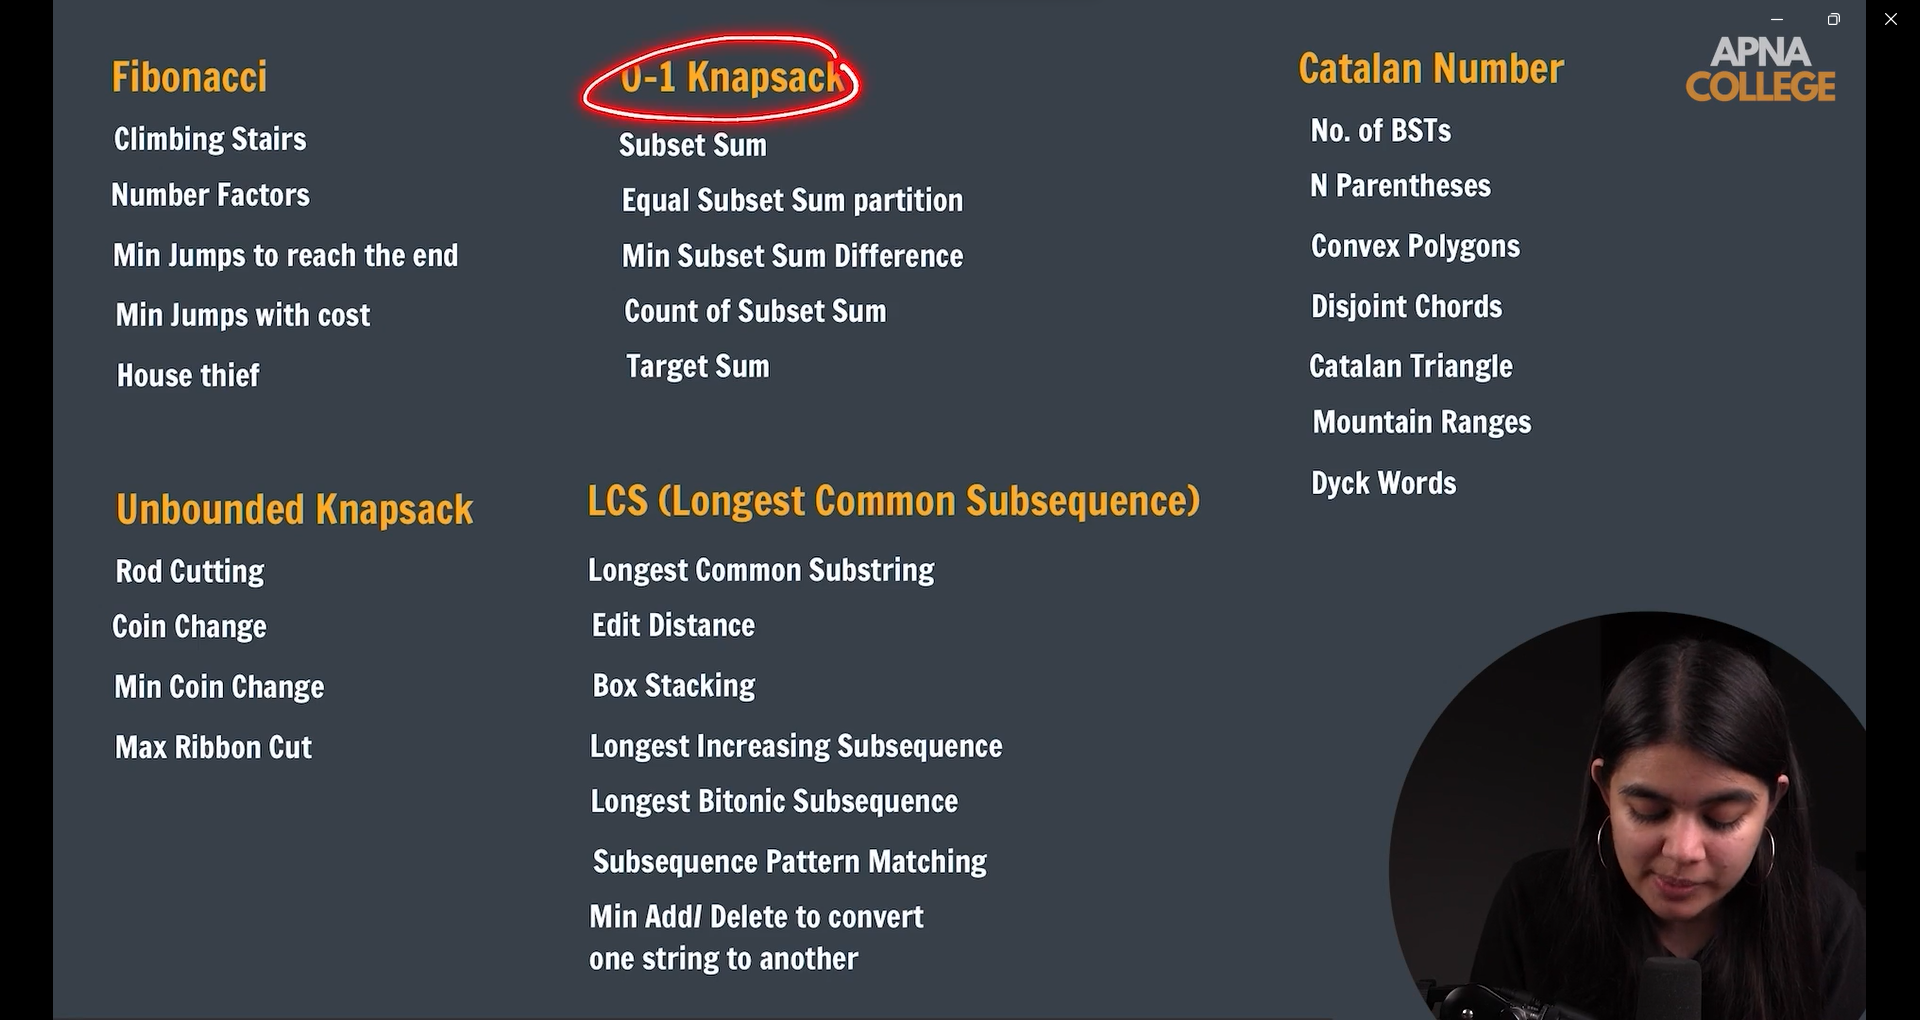 Fibonacci
Climbing Stairs
Number Factors
Min Jumps to reach the end
Min Jumps with cost
House thief
0-1 Knapsack
Subset Sum
Equal Subset Sum partition
Min Subset Sum Difference
Count of Subset Sum
Target Sum
Catalan Number
No. of BSTs
N Parentheses
Convex Polygons
Disjoint Chords
Catalan Triangle
Mountain Ranges
Dyck Words
APNA
COLLEGE
Unbounded Knapsack
Rod Cutting
Coin Change
Min Coin Change
Max Ribbon Cut
LCS (Longest Common Subsequence)
Longest Common Substring
Edit Distance
Box Stacking
Longest Increasing Subsequence
Longest Bitonic Subsequence
Subsequence Pattern Matching
Min Add/ Delete to convert
one string to another